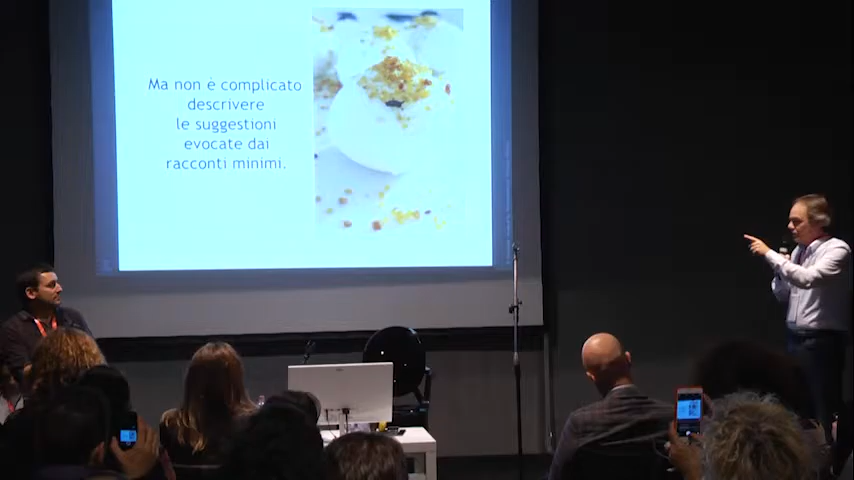 Ma non è complicato
descrivere
le suggestioni
evocate dai
racconti minimi.